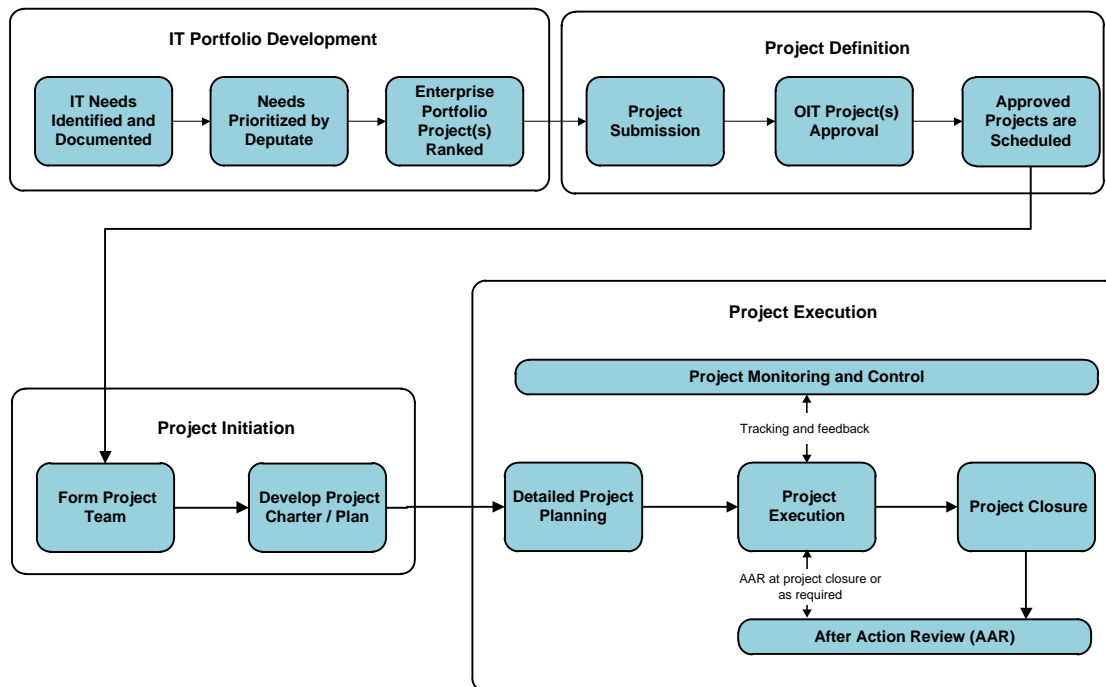 IT Portfolio Development
IT Needs
Identified and
Documented
Needs
Prioritized by
Deputate
Enterprise
Portfolio
Project(s)
Ranked
Project Definition
Project
Submission
OIT Project(s)
Approval
Approved
Projects are
Scheduled
Project Initiation
Form Project
Team
Develop Project
Charter / Plan
Project Execution
Project Monitoring and Control
Tracking and feedback
Detailed Project
Planning
Project
Execution
Project Closure
AAR at project closure or
as required
After Action Review (AAR)